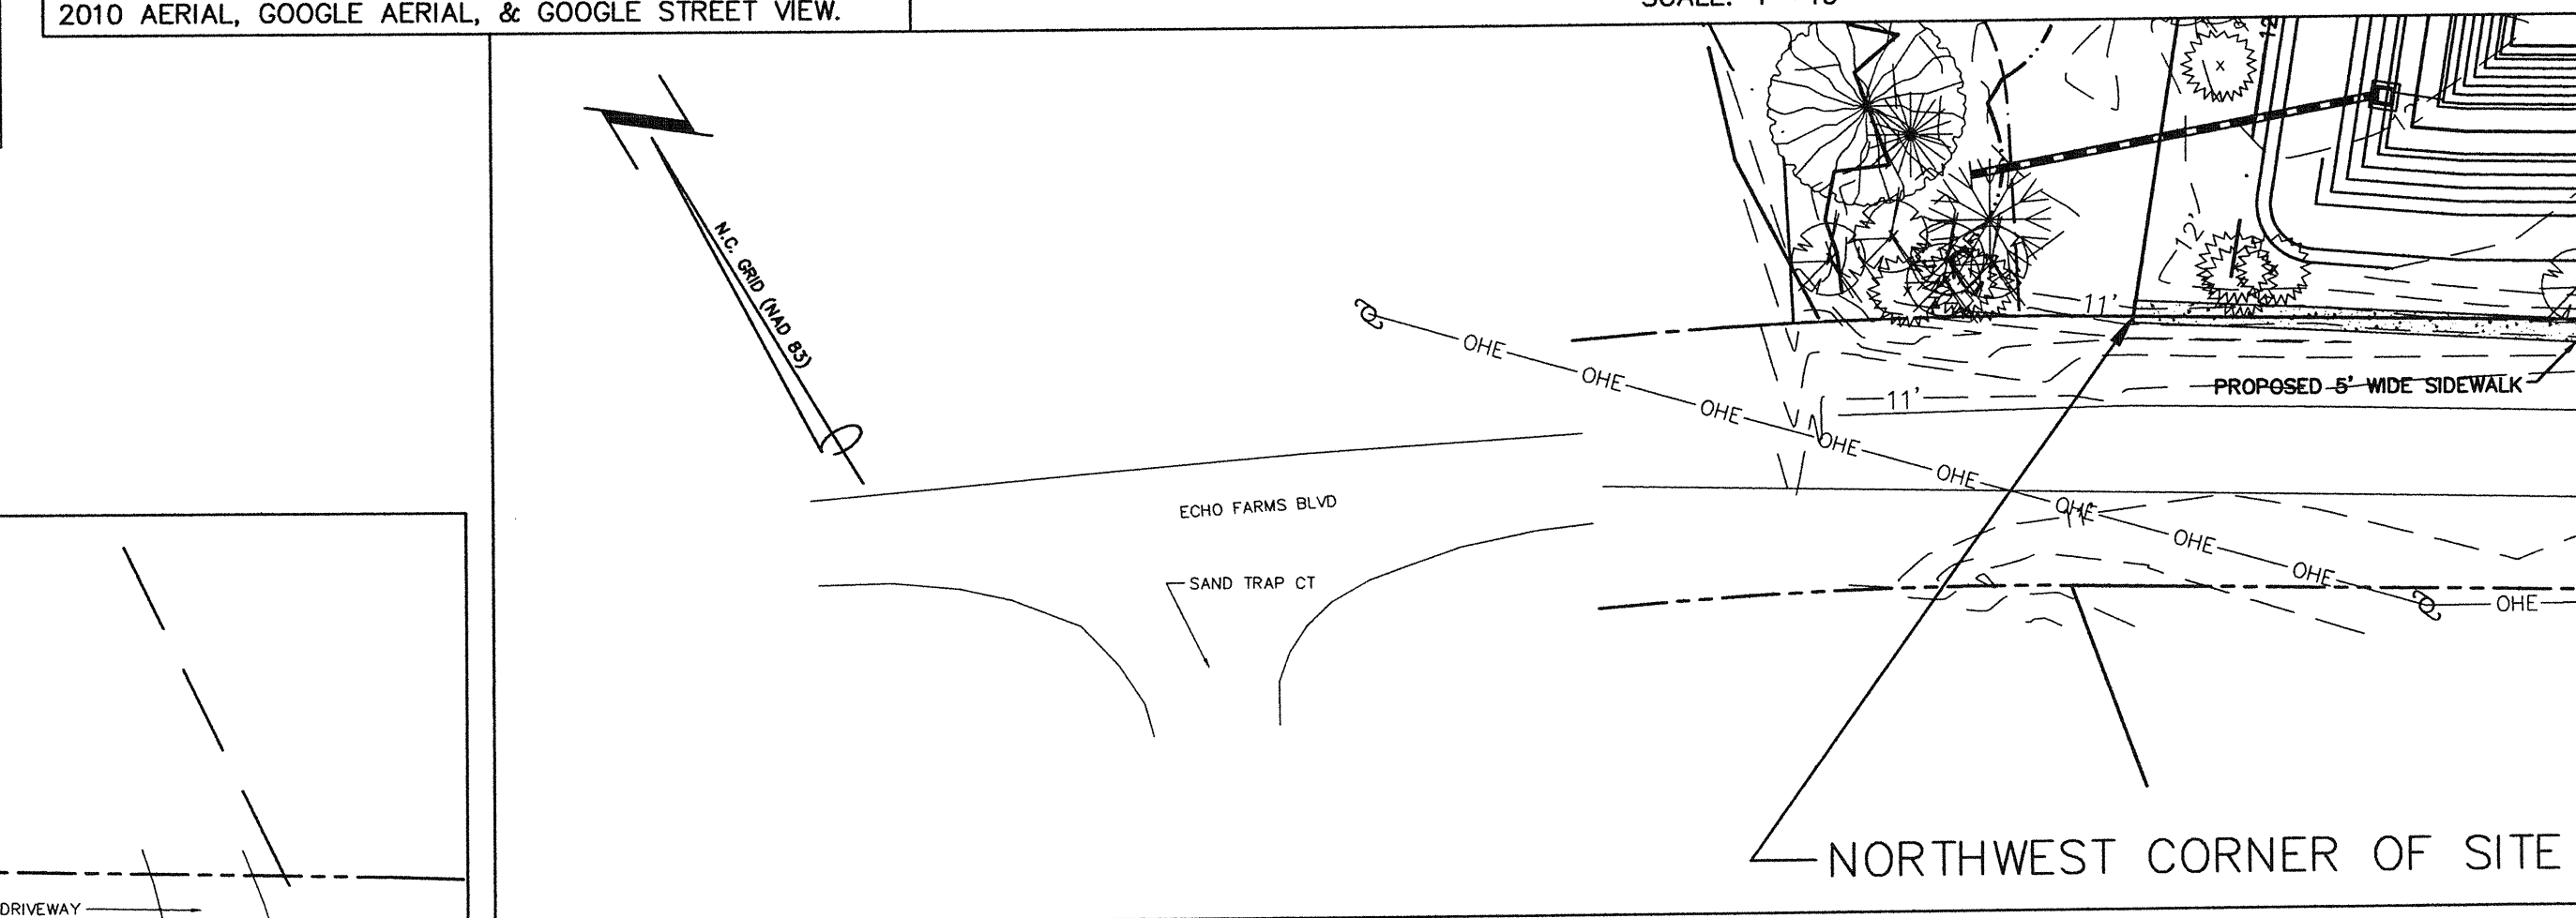 2010 AERIAL, GOOGLE AERIAL, & GOOGLE STREET VIEW.
N.C. GRID (NAD 83)
12'
11'
OHE OHE OHE OHE OHE OHE OHE OHE OHE
11'
PROPOSED 5' WIDE SIDEWALK
ECHO FARMS BLVD
SAND TRAP CT
NORTHWEST CORNER OF SITE
DRIVEWAY